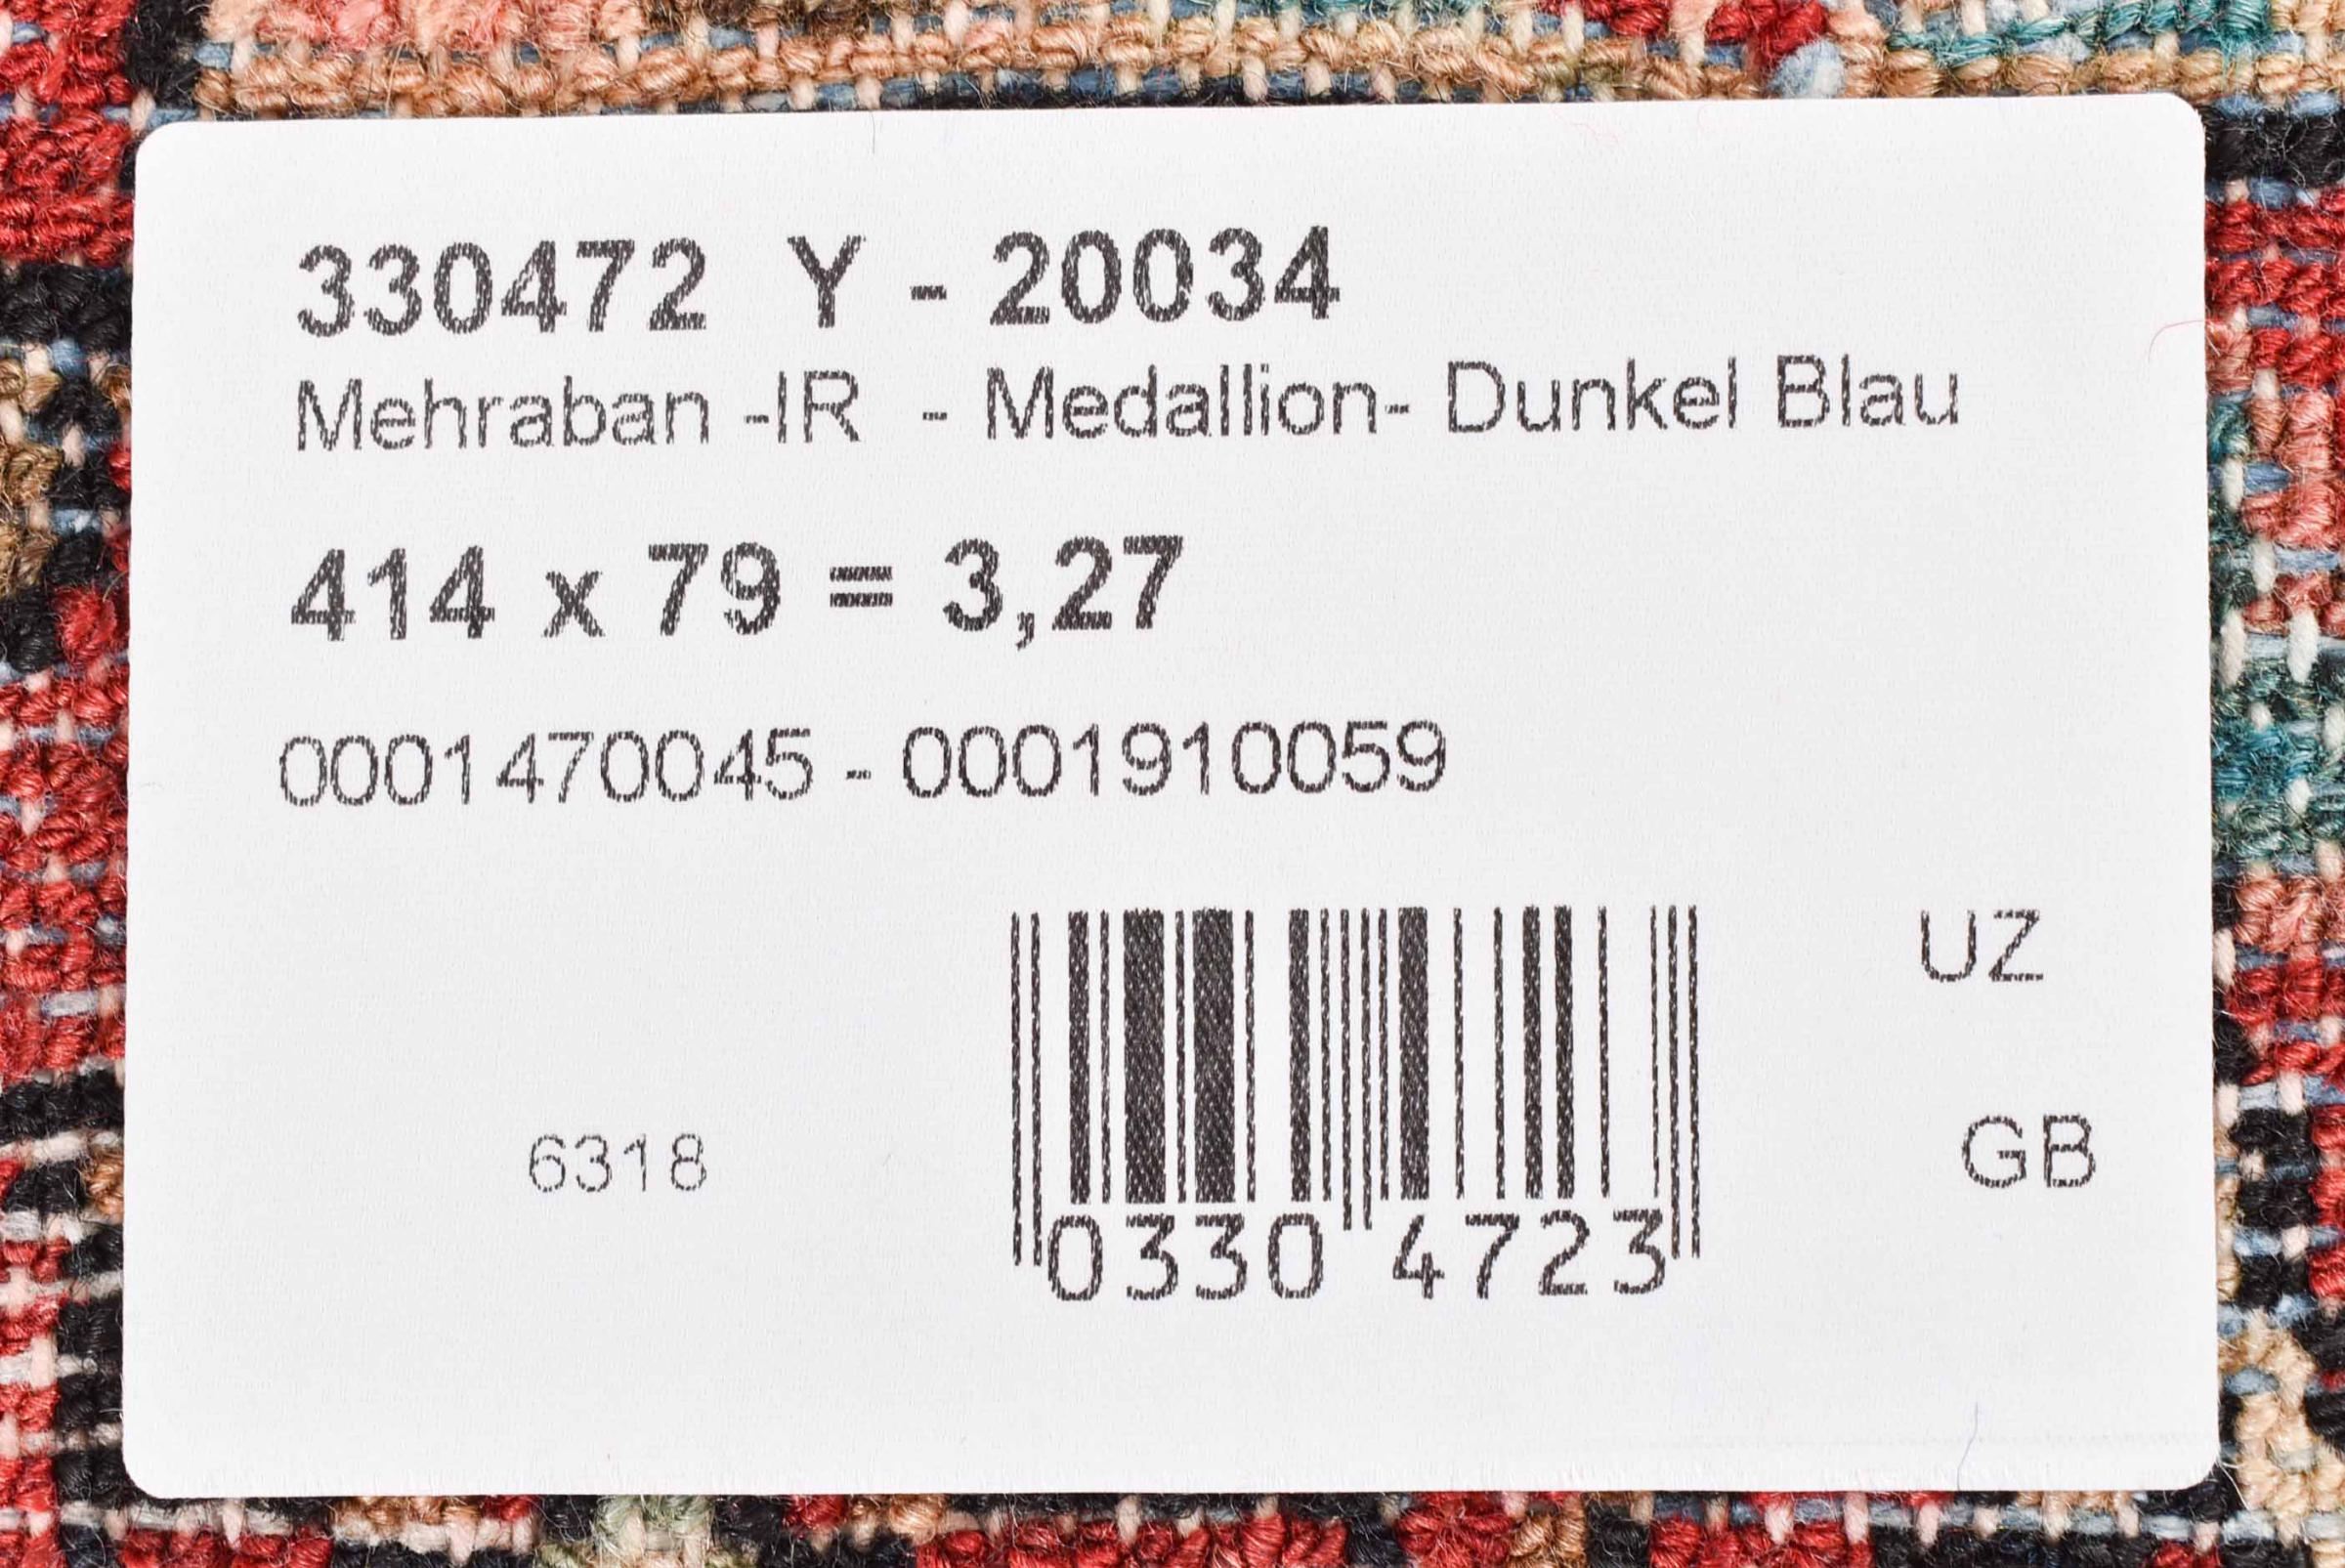 330472 Y - 20034
Mehraban -IR - Medallion- Dunkel Blau
414 x 79 = 3,27
0001470045 - 0001910059
UZ
6318
GB
0330 4723